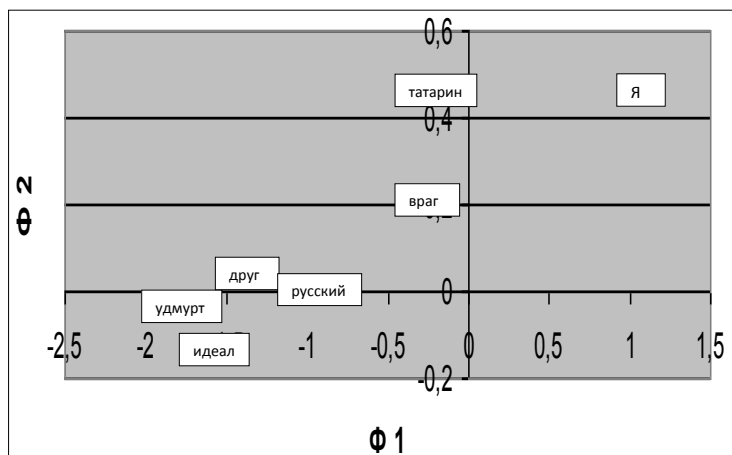 0,6
татарин
Я
0,4
враг
Ф 2
друг
русский
0
удмурт
-2,5
-2
-1
-0,5
0
0,5
1
1,5
идеал
-0,2
Ф 1